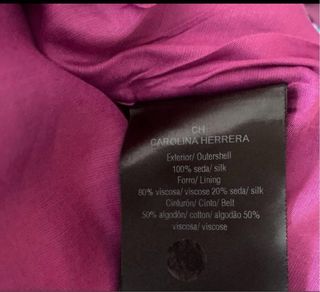 CH
CAROLINA HERRERA
Exterior/ Outershell
100% seda/ silk
Forro/ Lining
80% viscosa/ viscose 20% seda/ silk
Cinturón/ Cinto/ Belt
50% algodón/ cotton/ algodão 50%
viscosa/ viscose